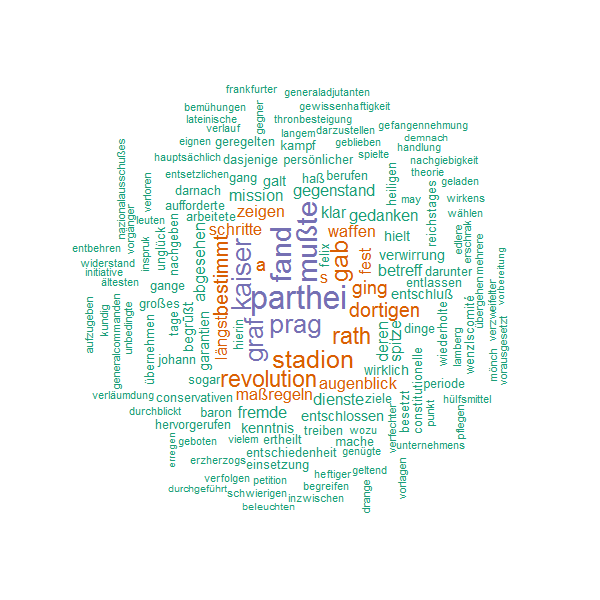 frankfurter
generaladjutanten
bemühungen
gewissenhaftigkeit
lateinische
gegner
thronbesteigung
verlauf
langem
darzustellen
gefangennehmung
eignen
geregelten
kampf
geblieben
demnach
handlung
hauptsächlich
dasjenige
persönlicher
spielte
nachgiebigkeit
nationalausschußes
verloren
entsetzlichen
gang
galt
haß
berufen
heiligen
theorie
darnach
mission
gegenstand
reichstages
geladen
vorgänger
leuten
aufforderte
zeigen
mußte
klar
gedanken
may
wirkens
arbeitete
schritte
waffen
wählen
entbehren
inspruk
unglück
nachgeben
abgesehen
kaiser
fand
felix
gab
fest
hielt
verwirrung
edlere
erschrak
mehrere
widerstand
initiative
ältesten
bestimmt
a
s
betreff
darunter
übergehen
vorbereitung
gange
großes
ging
entlassen
entschluß
parthei
dortigen
wiederholte
wenzlscomité
verzweifelter
aufzugeben
kundig
generalcommanden
unbedingte
übernehmen
tage
begrüßt
garantien
hierin
längst
graf
prag
rath
deren
spitze
dinge
lamberg
mönch
vorausgesetzt
johann
stadion
wirklich
constitutionelle
sogar
revolution
augenblick
periode
verläumdung
conservativen
maßregeln
dienste
ziele
besetzt
hülfsmittel
durchblickt
baron
fremde
entschlossen
punkt
pflegen
hervorgerufen
kenntnis
treiben
wozu
verfechter
unternehmens
erregen
geboten
vielem
ertheilt
mache
entschiedenheit
genügte
erzherzogs
einsetzung
heftiger
geltend
verfolgen
petition
begreifen
vorlagen
durchgeführt
schwierigen
inzwischen
drange
beleuchten